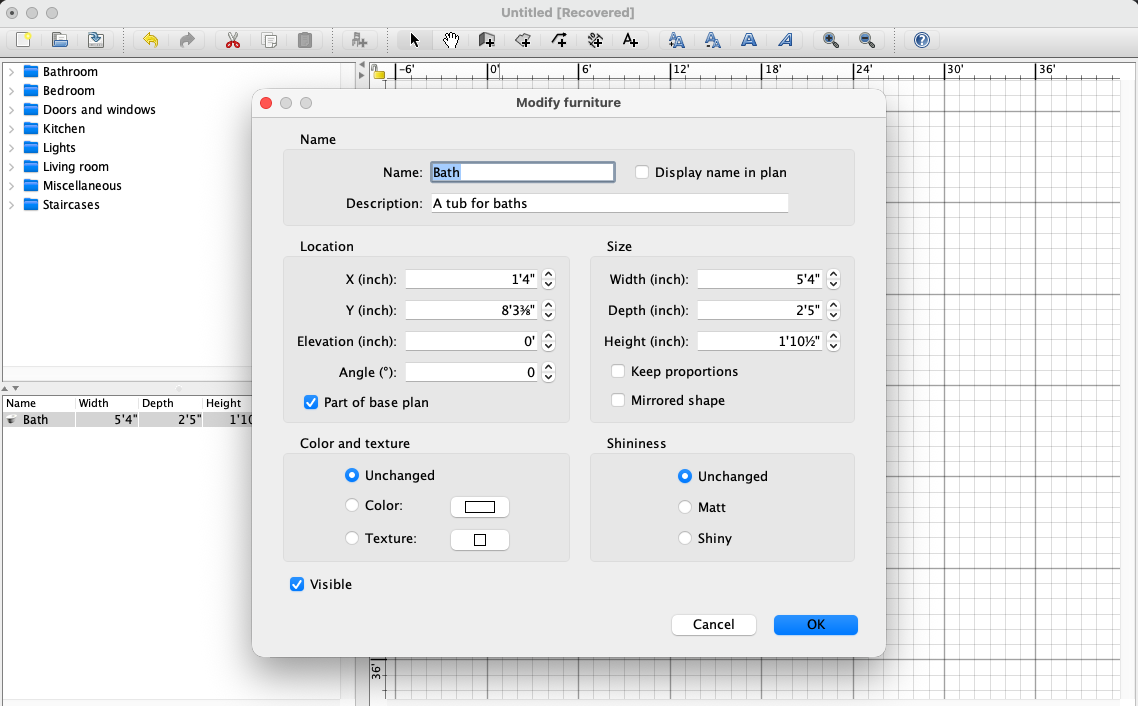 Untitled [Recovered]
-6' 0' 6' 12' 18' 24' 30' 36'
Bathroom
Bedroom
Doors and windows
Kitchen
Lights
Living room
Miscellaneous
Staircases
Name Width Depth Height
Bath 5'4" 2'5" 1'10
36'
Modify furniture
Name
Name: Bath Display name in plan
Description: A tub for baths
Location
X (inch): 1'4"
Y (inch): 8'3⅜"
Elevation (inch): 0'
Angle (°): 0
Part of base plan
Size
Width (inch): 5'4"
Depth (inch): 2'5"
Height (inch): 1'10½"
Keep proportions
Mirrored shape
Color and texture
Unchanged
Color:
Texture:
Shininess
Unchanged
Matt
Shiny
Visible
Cancel OK